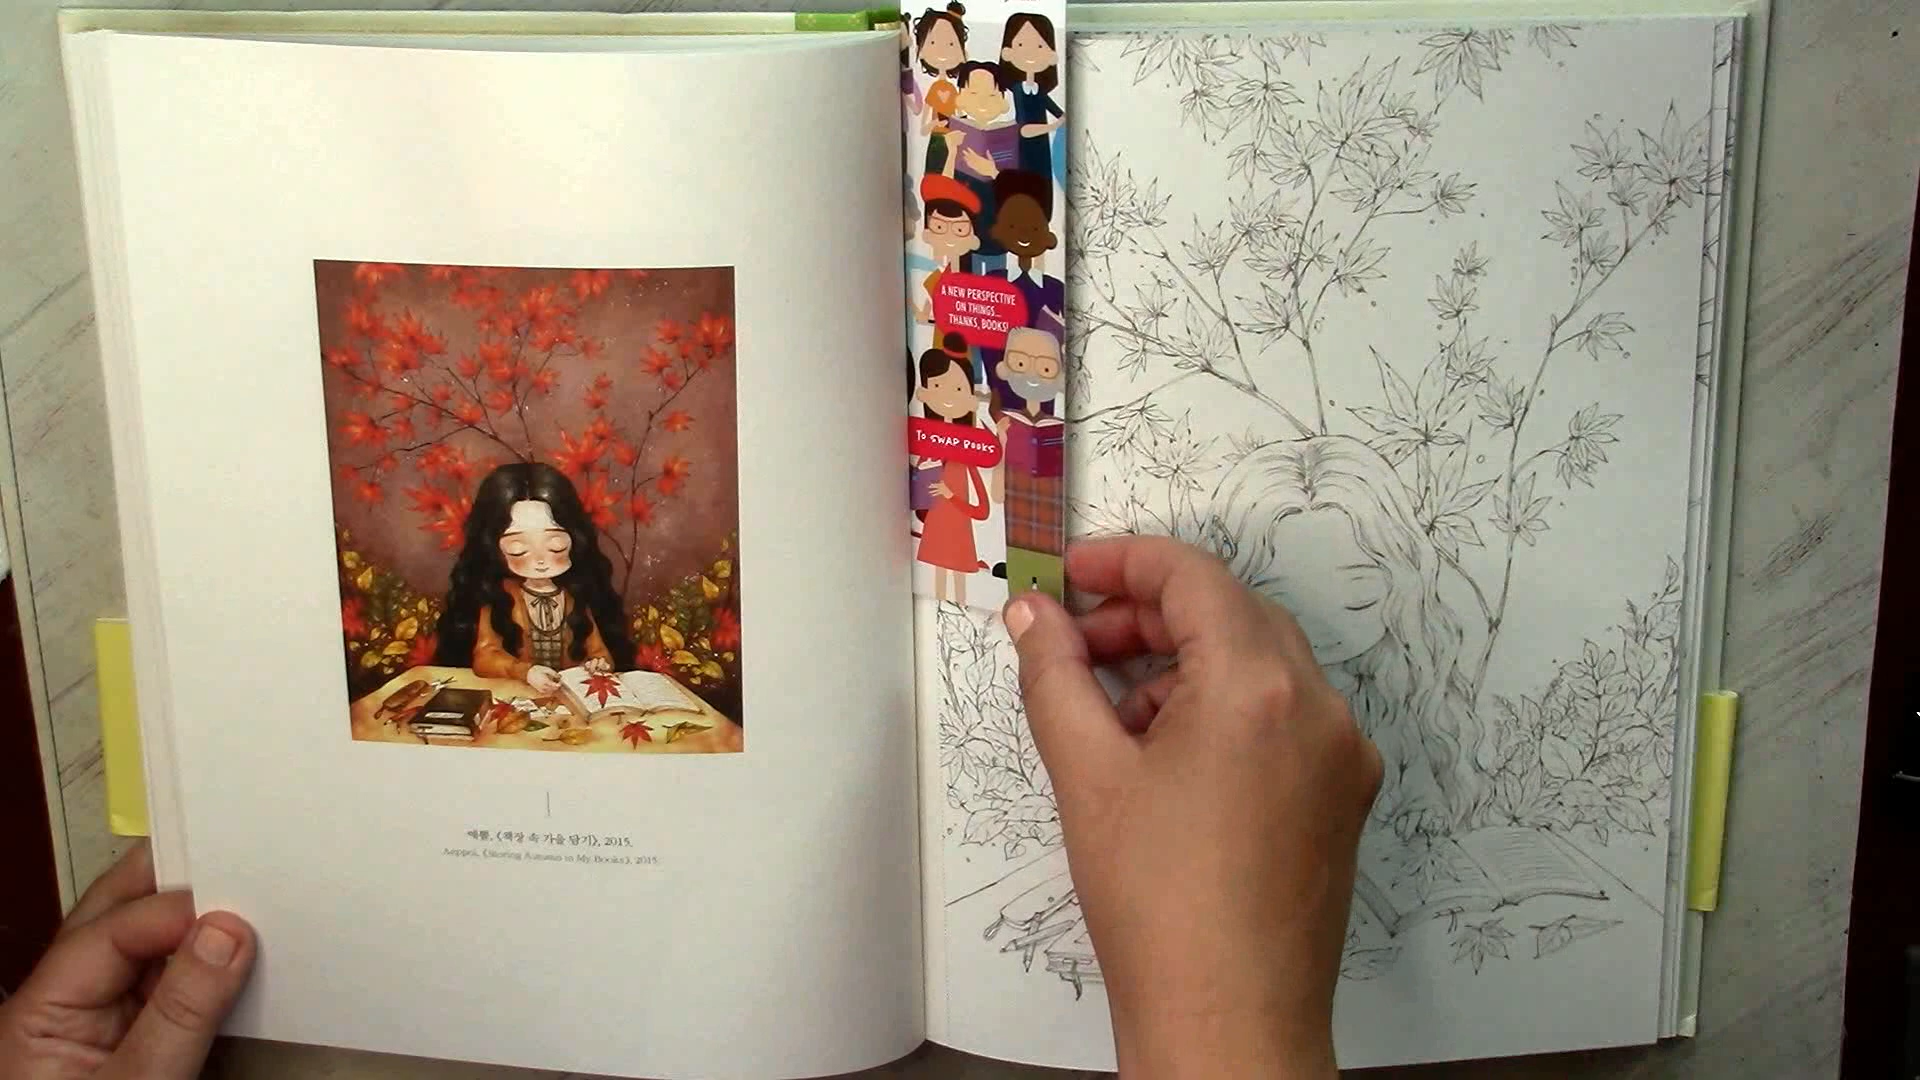 애뽈, 《책장 속 가을 담기》, 2015.
Aeppol, 《Storing Autumn in My Books》, 2015.
A NEW PERSPECTIVE
ON THINGS...
THANKS, BOOKS!
TO SWAP BOOKS